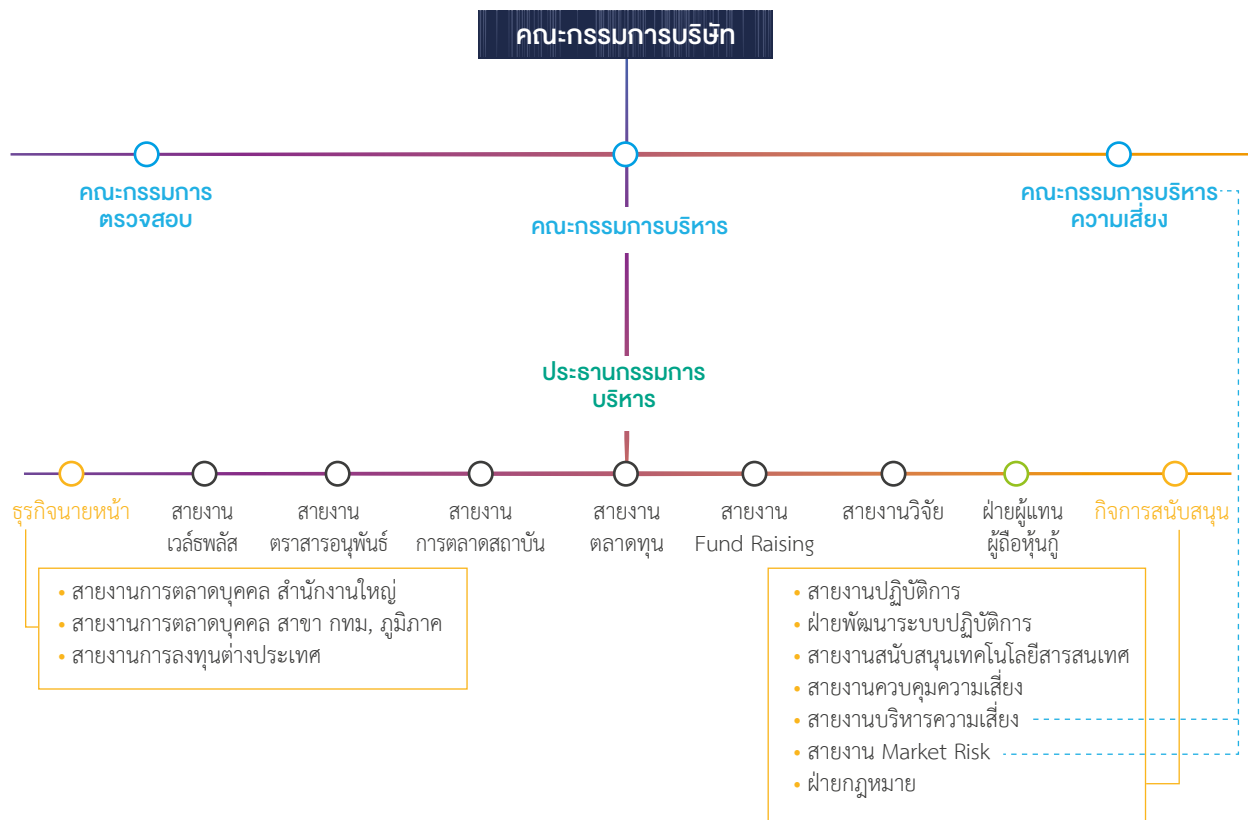 คณะกรรมการบริษัท
คณะกรรมการ
ตรวจสอบ
คณะกรรมการบริหาร
คณะกรรมการบริหาร
ความเสี่ยง
ประธานกรรมการ
บริหาร
ธุรกิจนายหน้า
สายงาน
เวล์ธพลัส
สายงาน
ตราสารอนุพันธ์
สายงาน
การตลาดสถาบัน
สายงาน
ตลาดทุน
สายงาน
Fund Raising
สายงานวิจัย
ฝ่ายผู้แทน
ผู้ถือหุ้นกู้
กิจการสนับสนุน
• สายงานการตลาดบุคคล สำนักงานใหญ่
• สายงานการตลาดบุคคล สาขา กทม, ภูมิภาค
• สายงานการลงทุนต่างประเทศ
• สายงานปฏิบัติการ
• ฝ่ายพัฒนาระบบปฏิบัติการ
• สายงานสนับสนุนเทคโนโลยีสารสนเทศ
• สายงานควบคุมความเสี่ยง
• สายงานบริหารความเสี่ยง
• สายงาน Market Risk
• ฝ่ายกฎหมาย